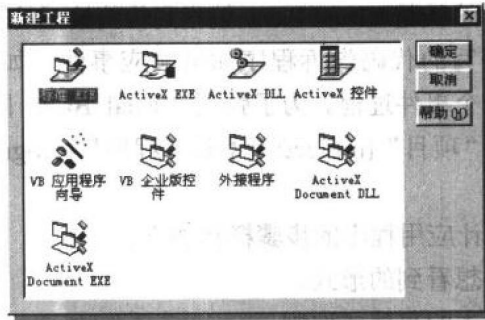 新建工程
确定
取消
帮助(H)
ActiveX EXE
ActiveX DLL
ActiveX 控件
VB 应用程序
向导
VB 企业版控
件
外接程序
ActiveX
Document DLL
ActiveX
Document EXE